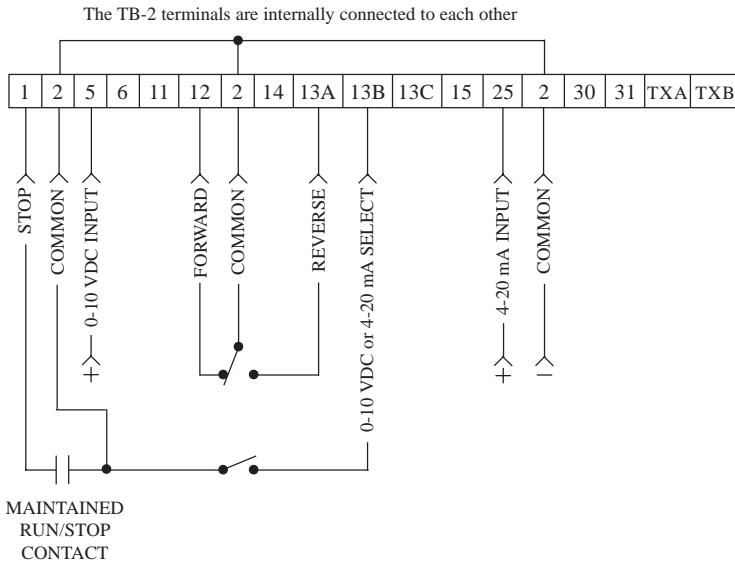 The TB-2 terminals are internally connected to each other
1 2 5 6 11 12 2 14 13A 13B 13C 15 25 2 30 31 TXA TXB
STOP
COMMON
0-10 VDC INPUT
FORWARD
COMMON
REVERSE
0-10 VDC or 4-20 mA SELECT
4-20 mA INPUT
COMMON
+
+
−
MAINTAINED
RUN/STOP
CONTACT